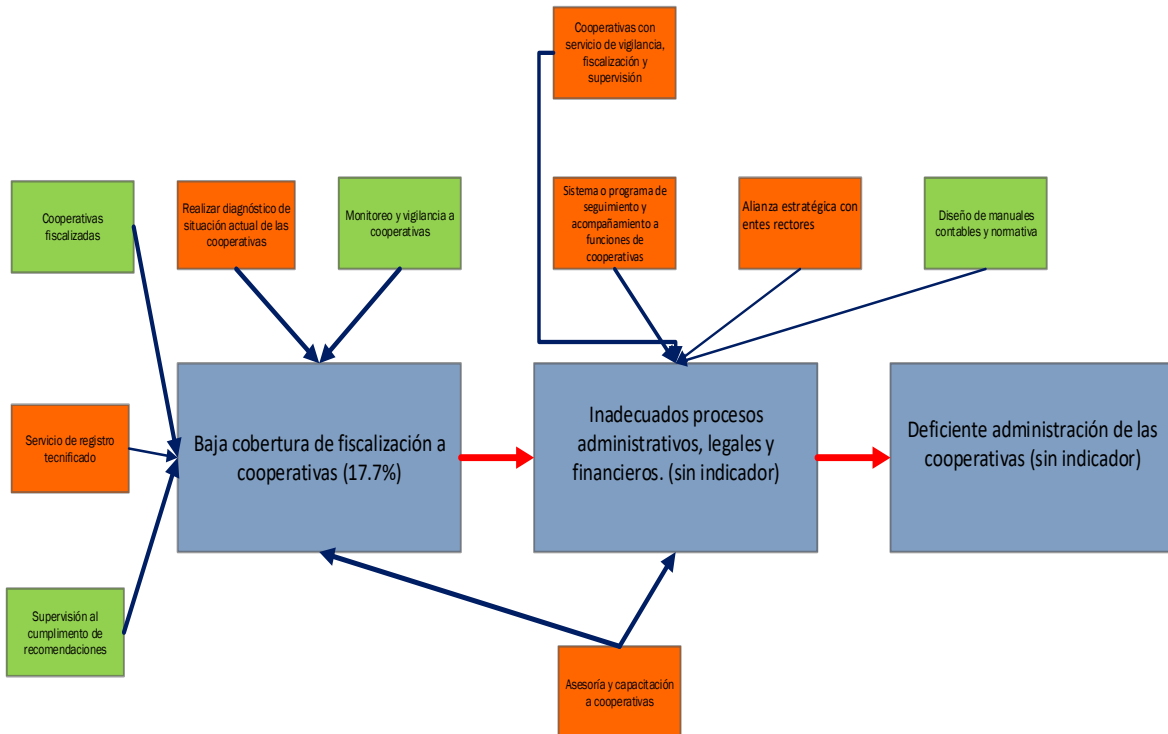 Cooperativas con
servicio de vigilancia,
fiscalización y
supervisión
Cooperativas
fiscalizadas
Realizar diagnóstico de
situación actual de las
cooperativas
Monitoreo y vigilancia a
cooperativas
Sistema o programa de
seguimiento y
acompañamiento a
funciones de
cooperativas
Alianza estratégica con
entes rectores
Diseño de manuales
contables y normativa
Servicio de registro
tecnificado
Baja cobertura de fiscalización a
cooperativas (17.7%)
Inadecuados procesos
administrativos, legales y
financieros. (sin indicador)
Deficiente administración de las
cooperativas (sin indicador)
Supervisión al
cumplimento de
recomendaciones
Asesoría y capacitación
a cooperativas